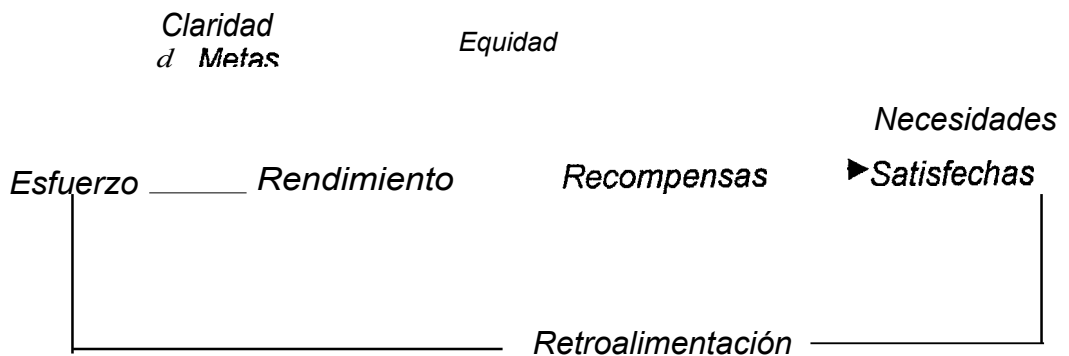 Claridad
d Metas
Equidad
Necesidades
Esfuerzo Rendimiento Recompensas Satisfechas
Retroalimentación